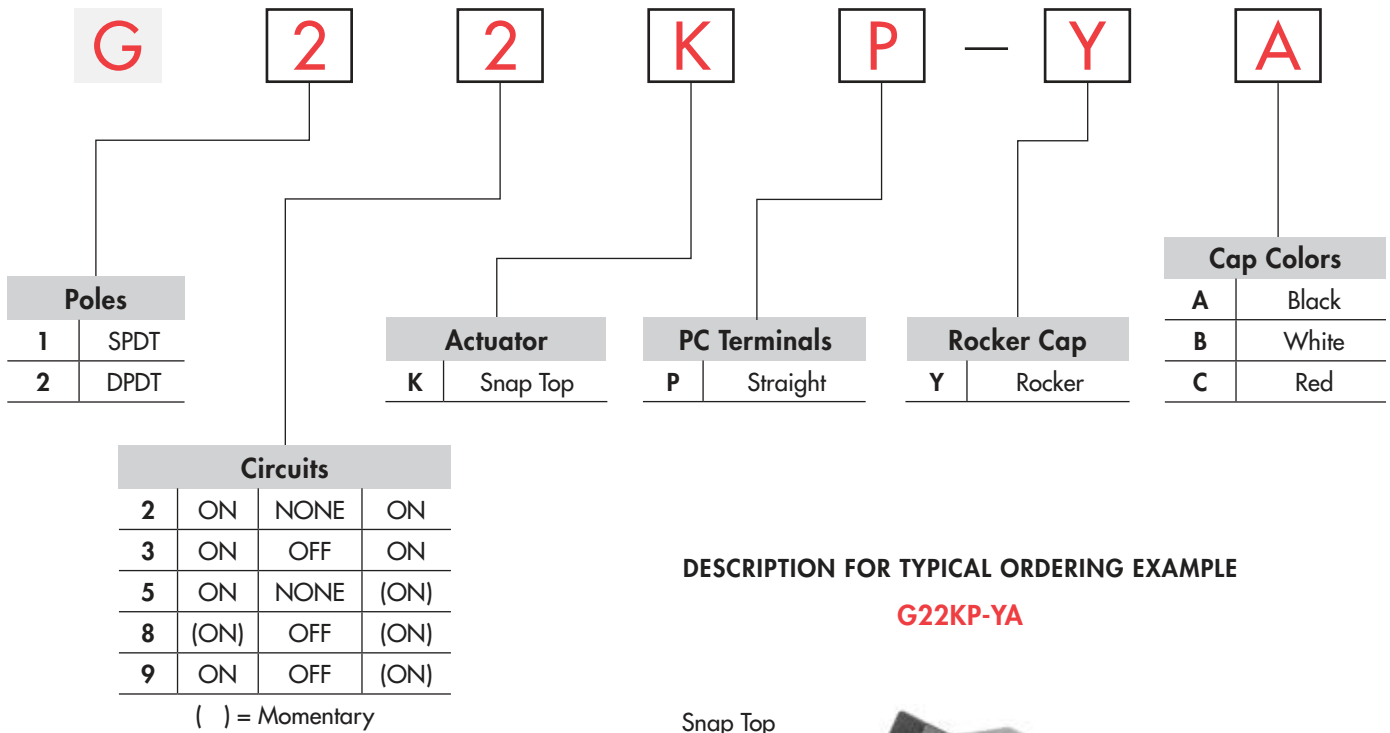 G 2 2 K P — Y A
Poles
1 SPDT
2 DPDT
Actuator
K Snap Top
PC Terminals
P Straight
Rocker Cap
Y Rocker
Cap Colors
A Black
B White
C Red
Circuits
2 ON NONE ON
3 ON OFF ON
5 ON NONE (ON)
8 (ON) OFF (ON)
9 ON OFF (ON)
( ) = Momentary
DESCRIPTION FOR TYPICAL ORDERING EXAMPLE
G22KP-YA
Snap Top